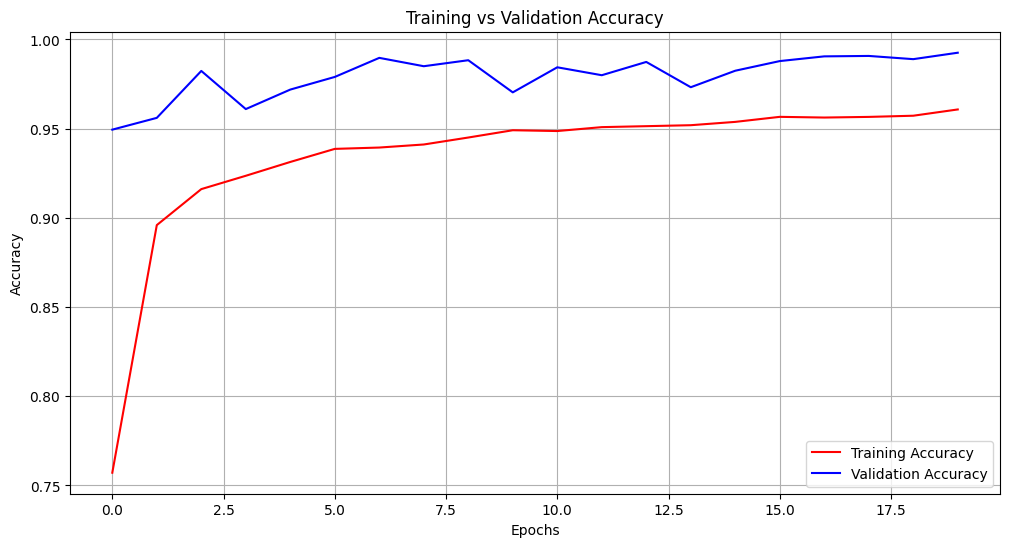 Training vs Validation Accuracy
1.00
0.95
0.90
0.85
0.80
0.75
Accuracy
Training Accuracy
Validation Accuracy
0.0 2.5 5.0 7.5 10.0 12.5 15.0 17.5
Epochs